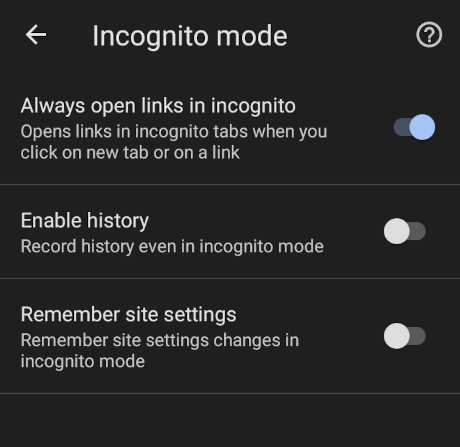 Incognito mode
Always open links in incognito
Opens links in incognito tabs when you
click on new tab or on a link
Enable history
Record history even in incognito mode
Remember site settings
Remember site settings changes in
incognito mode